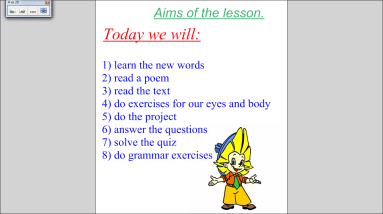 Aims of the lesson.
Today we will:
1) learn the new words
2) read a poem
3) read the text
4) do exercises for our eyes and body
5) do the project
6) answer the questions
7) solve the quiz
8) do grammar exercises